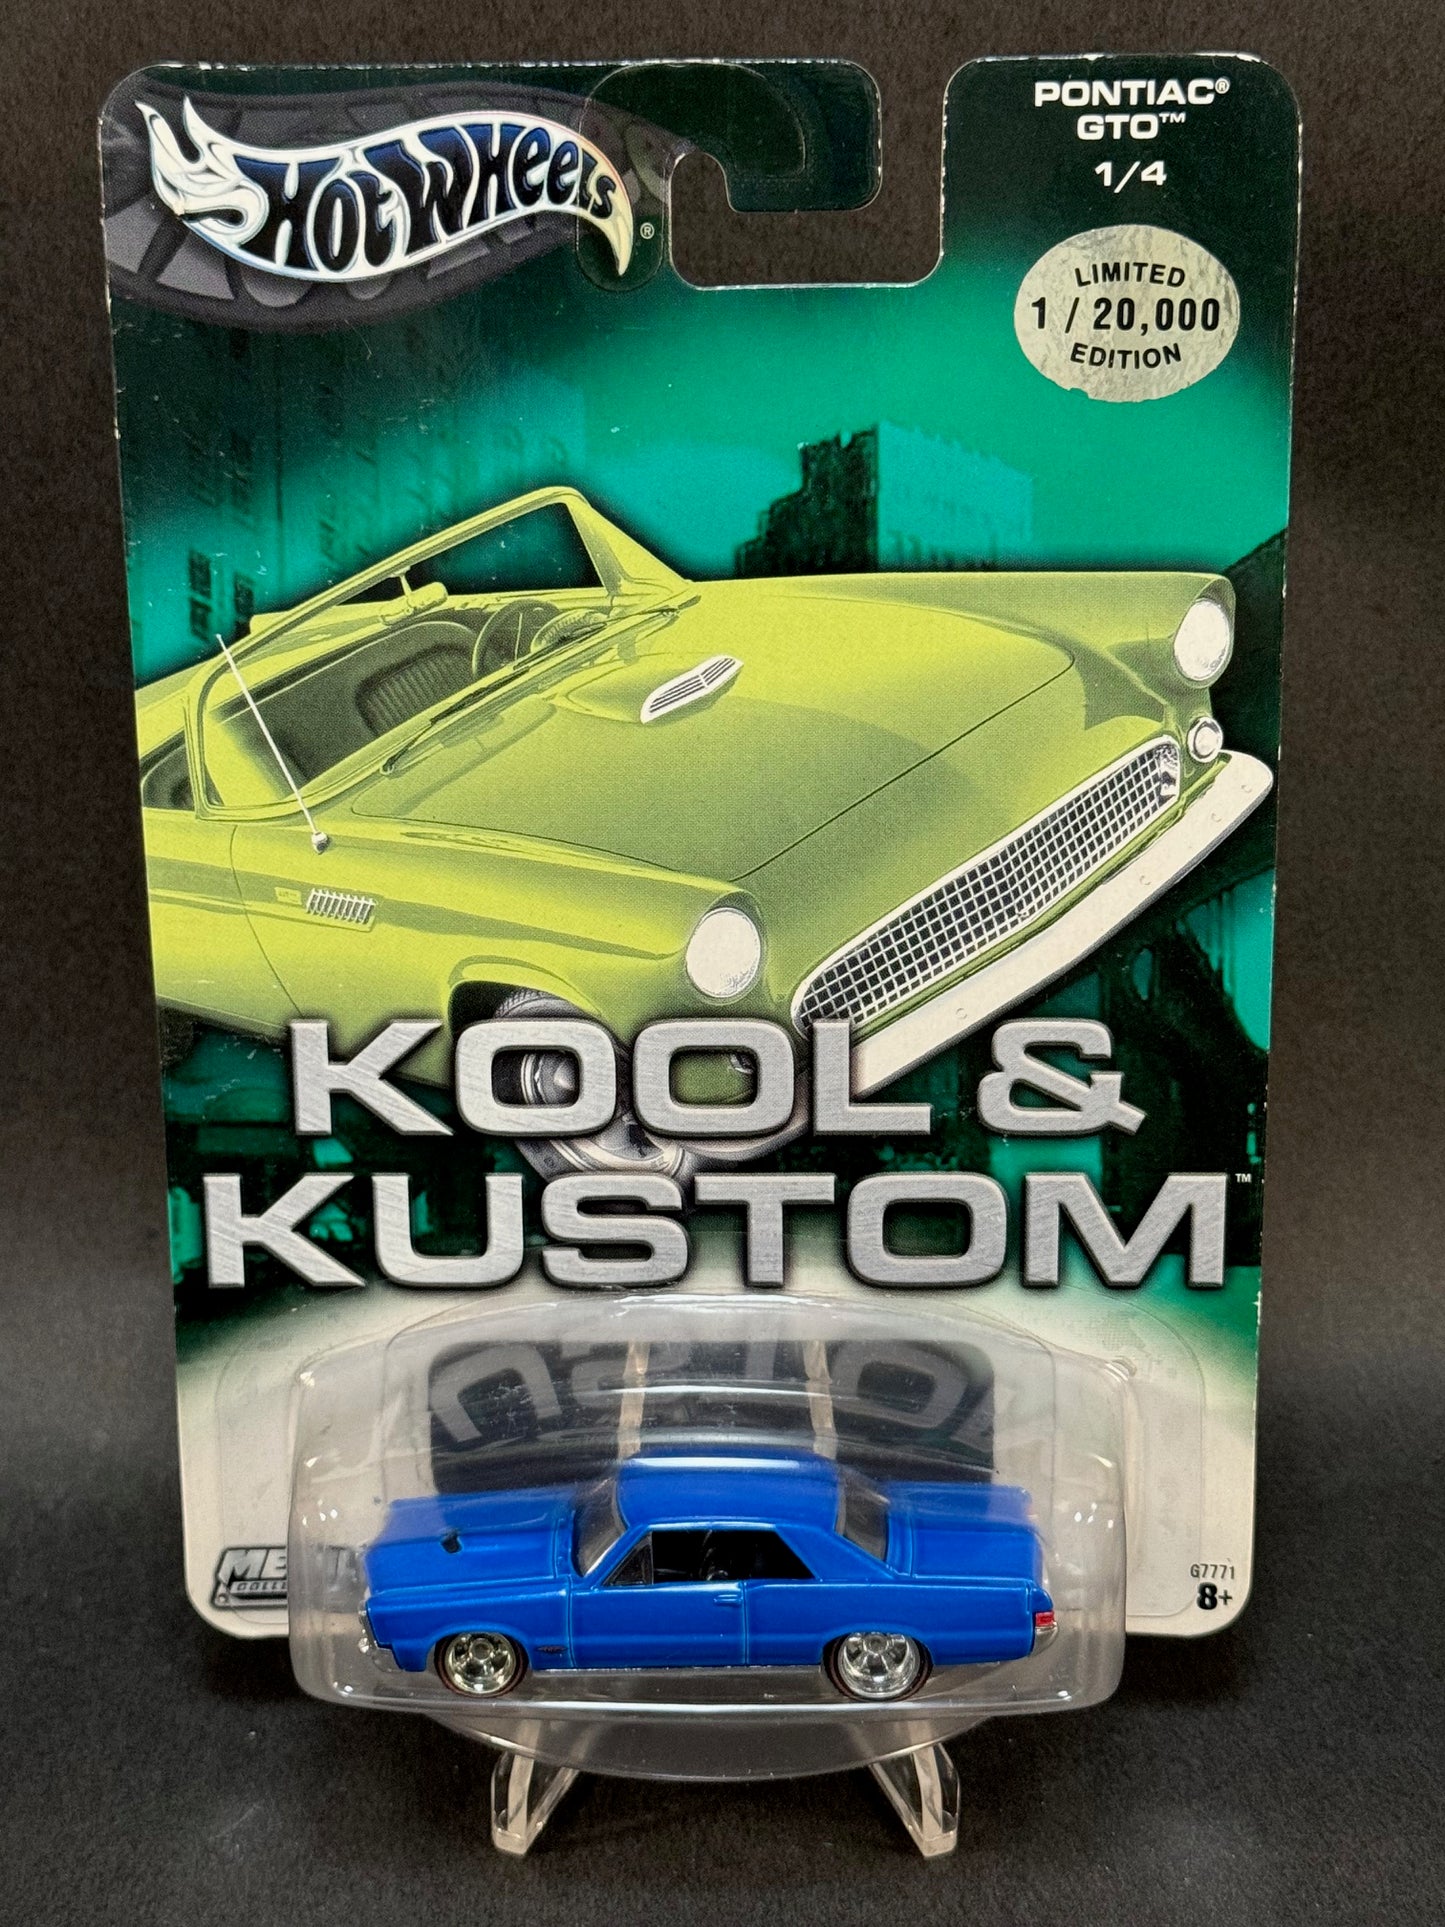 HOT WHEELS®
PONTIAC®
GTO™
1/4
LIMITED
1 / 20,000
EDITION
KOOL &
KUSTOM™
G7771
8+